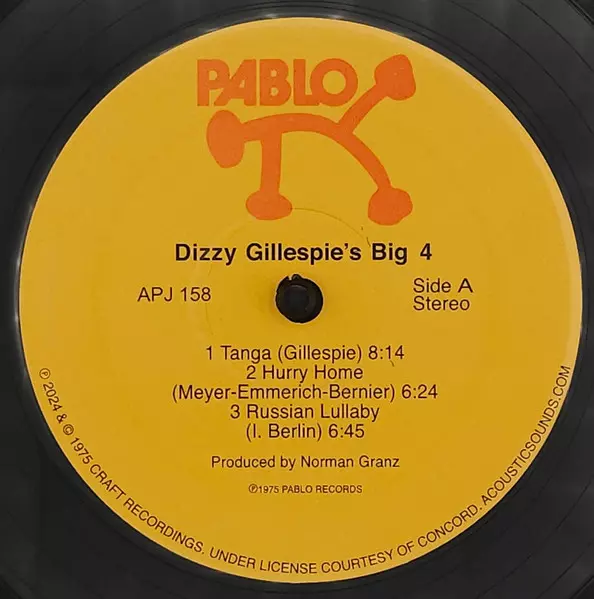 PABLO
Dizzy Gillespie's Big 4
APJ 158
Side A
Stereo
1 Tanga (Gillespie) 8:14
2 Hurry Home
(Meyer-Emmerich-Bernier) 6:24
3 Russian Lullaby
(I. Berlin) 6:45
Produced by Norman Granz
℗1975 PABLO RECORDS
℗ 2024 & © 1975 CRAFT RECORDINGS. UNDER LICENSE COURTESY OF CONCORD. ACOUSTICSOUNDS.COM